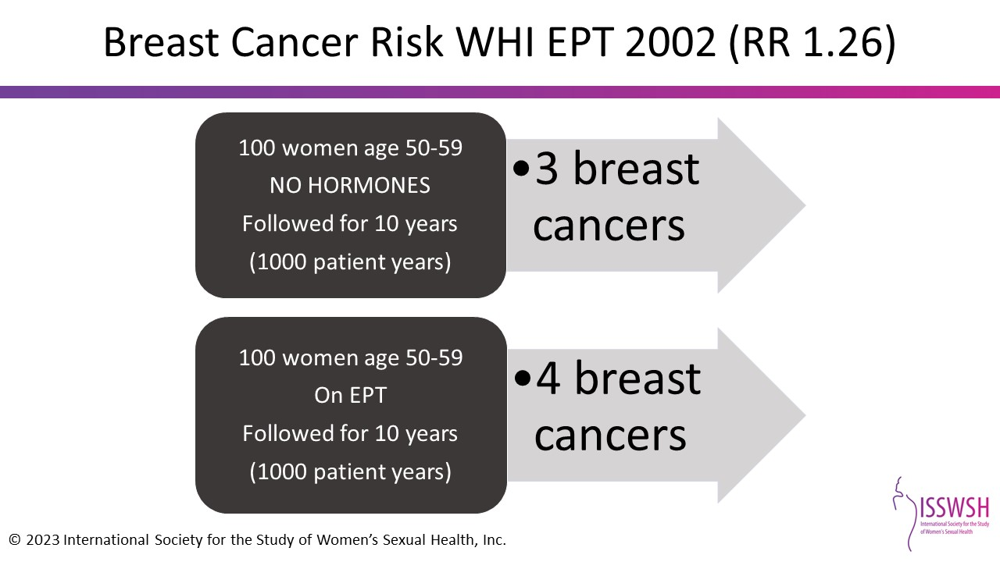 Breast Cancer Risk WHI EPT 2002 (RR 1.26)
100 women age 50-59
NO HORMONES
Followed for 10 years
(1000 patient years)
•3 breast
cancers
100 women age 50-59
On EPT
Followed for 10 years
(1000 patient years)
•4 breast
cancers
ISSWSH
International Society for the Study
of Women's Sexual Health
© 2023 International Society for the Study of Women’s Sexual Health, Inc.